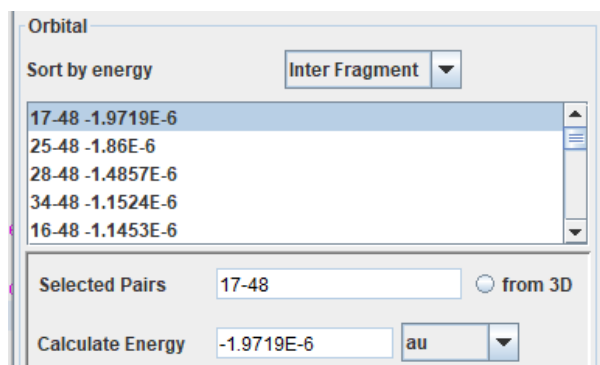 Orbital
Sort by energy Inter Fragment
17-48 -1.9719E-6
25-48 -1.86E-6
28-48 -1.4857E-6
34-48 -1.1524E-6
16-48 -1.1453E-6
Selected Pairs 17-48 from 3D
Calculate Energy -1.9719E-6 au